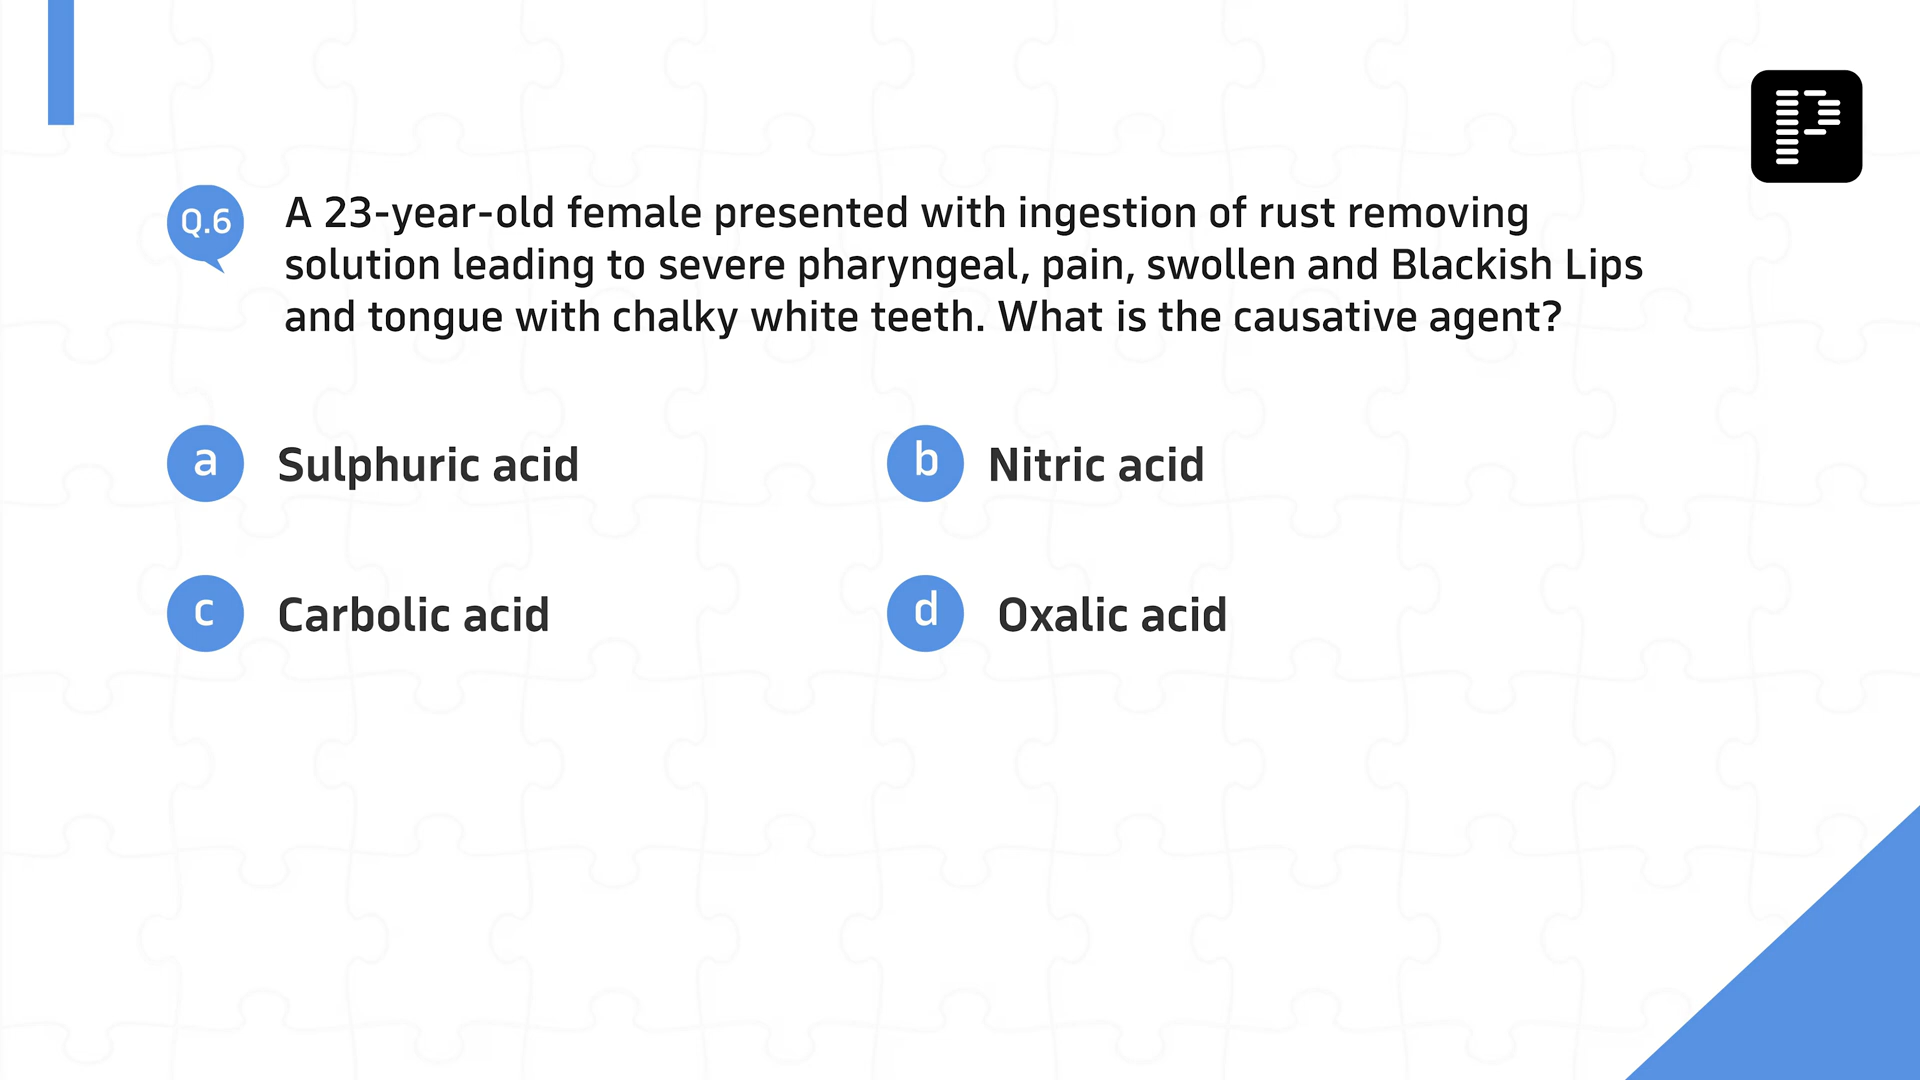 Q.6
A 23-year-old female presented with ingestion of rust removing
solution leading to severe pharyngeal, pain, swollen and Blackish Lips
and tongue with chalky white teeth. What is the causative agent?
a Sulphuric acid
b Nitric acid
c Carbolic acid
d Oxalic acid
P